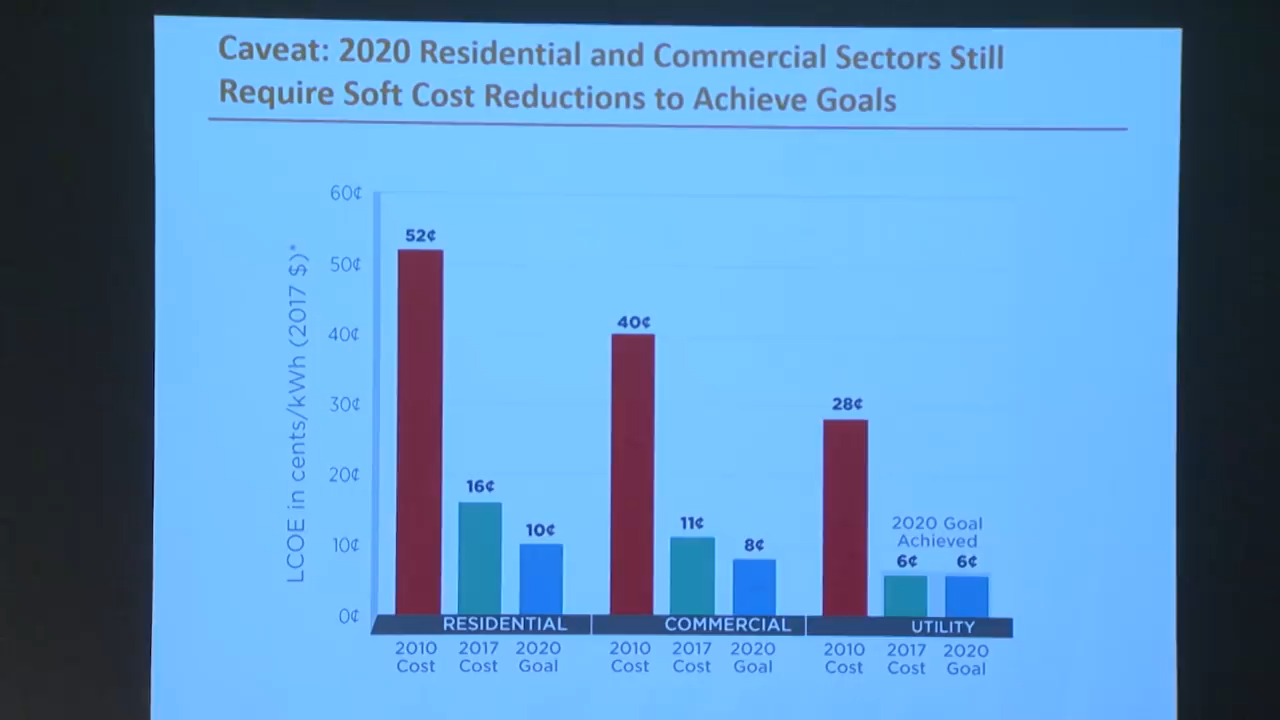 Caveat: 2020 Residential and Commercial Sectors Still
Require Soft Cost Reductions to Achieve Goals
LCOE in cents/kWh (2017 $)*
60¢
50¢
40¢
30¢
20¢
10¢
0¢
52¢
16¢
10¢
40¢
11¢
8¢
28¢
2020 Goal
Achieved
6¢
6¢
RESIDENTIAL
COMMERCIAL
UTILITY
2010
Cost
2017
Cost
2020
Goal
2010
Cost
2017
Cost
2020
Goal
2010
Cost
2017
Cost
2020
Goal